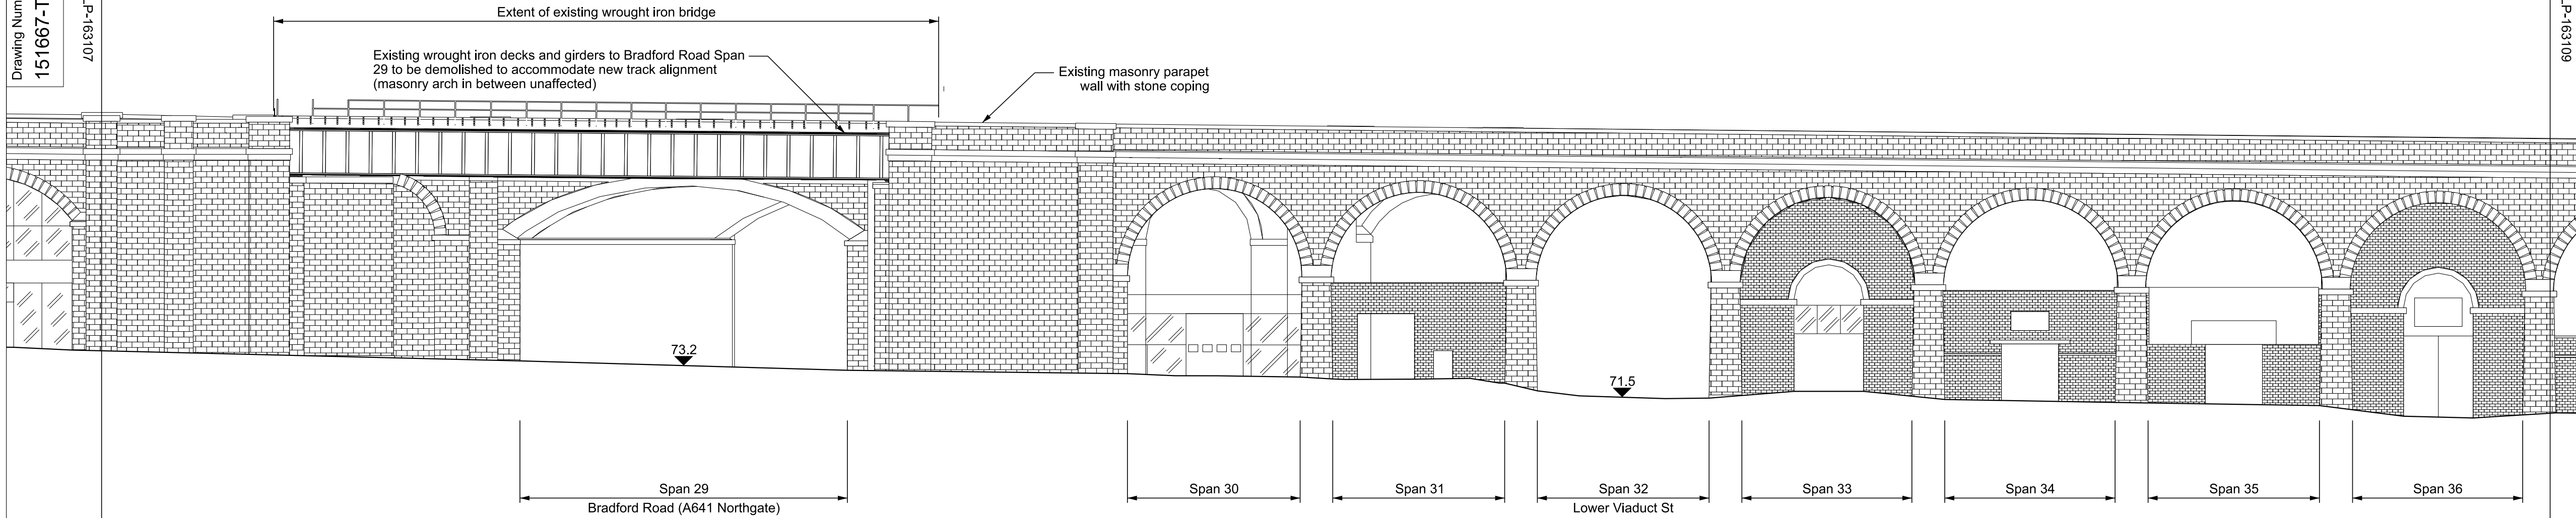 Drawing Num
151667-T
LP-163107
Extent of existing wrought iron bridge
Existing wrought iron decks and girders to Bradford Road Span
29 to be demolished to accommodate new track alignment
(masonry arch in between unaffected)
Existing masonry parapet
wall with stone coping
P-163109
73.2
71.5
Span 29
Bradford Road (A641 Northgate)
Span 30
Span 31
Span 32
Lower Viaduct St
Span 33
Span 34
Span 35
Span 36